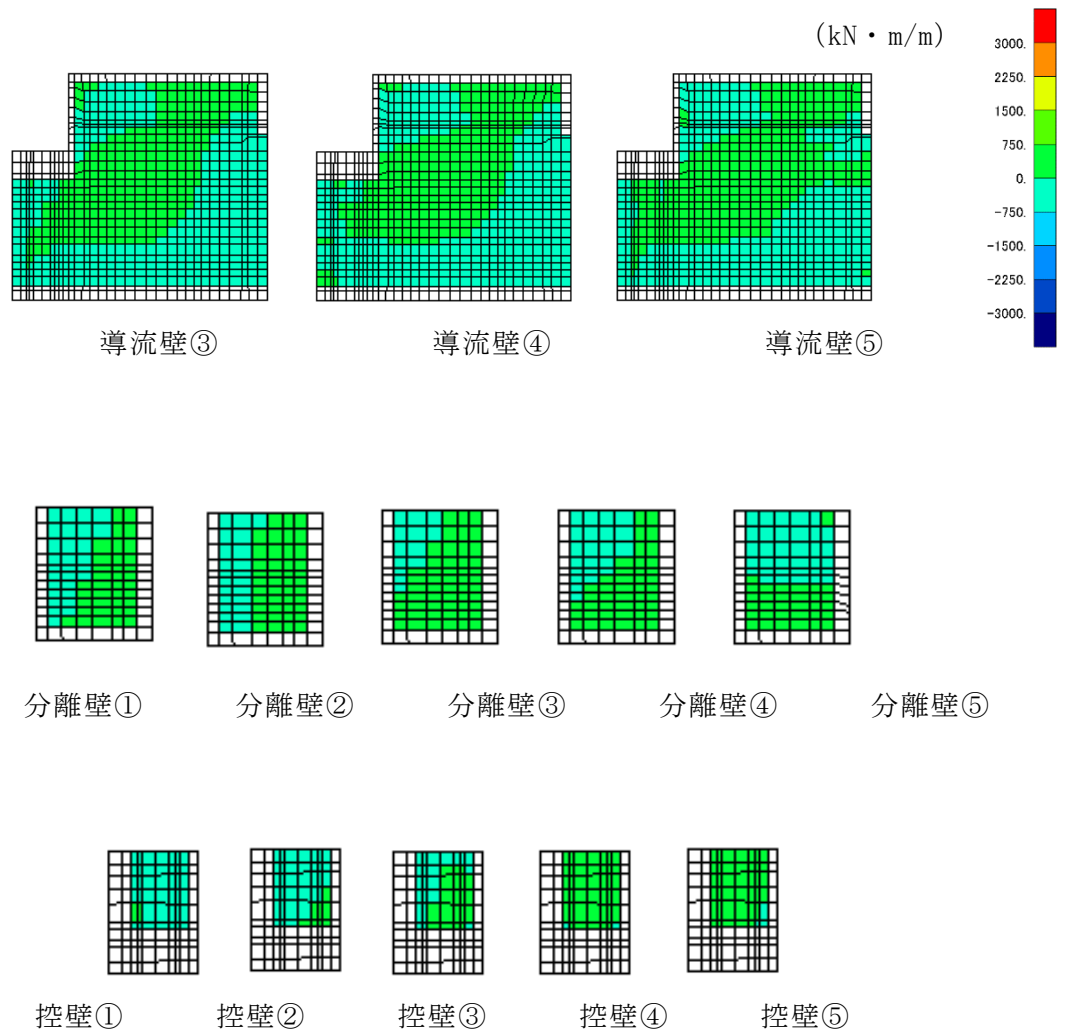 (kN・m/m)
3000.
2250.
1500.
750.
0.
-750.
-1500.
-2250.
-3000.
導流壁③ 導流壁④ 導流壁⑤
分離壁① 分離壁② 分離壁③ 分離壁④ 分離壁⑤
控壁① 控壁② 控壁③ 控壁④ 控壁⑤